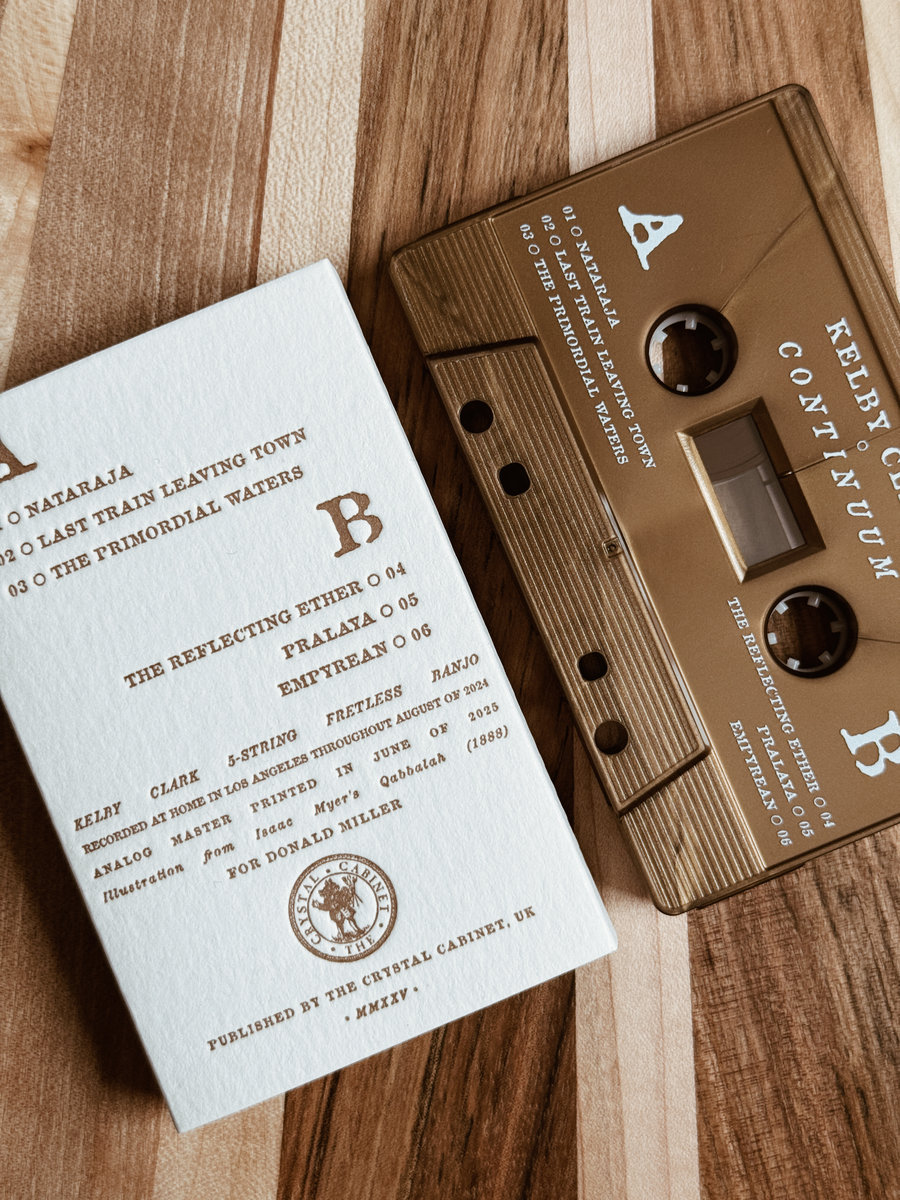 A
01 ○ NATARAJA
02 ○ LAST TRAIN LEAVING TOWN
03 ○ THE PRIMORDIAL WATERS
B
THE REFLECTING ETHER ○ 04
PRALAYA ○ 05
EMPYREAN ○ 06
KELBY CLARK 5-STRING FRETLESS BANJO
RECORDED AT HOME IN LOS ANGELES THROUGHOUT AUGUST OF 2024
ANALOG MASTER PRINTED IN JUNE OF 2025
Illustration from Isaac Myer's Qabbalah (1888)
FOR DONALD MILLER
THE · CRYSTAL · CABINET ·
PUBLISHED BY THE CRYSTAL CABINET, UK
· MMXXV ·
A
01 ○ NATARAJA
02 ○ LAST TRAIN LEAVING TOWN
03 ○ THE PRIMORDIAL WATERS
KELBY
CONTINUUM
B
THE REFLECTING ETHER ○ 04
PRALAYA ○ 05
EMPYREAN ○ 06